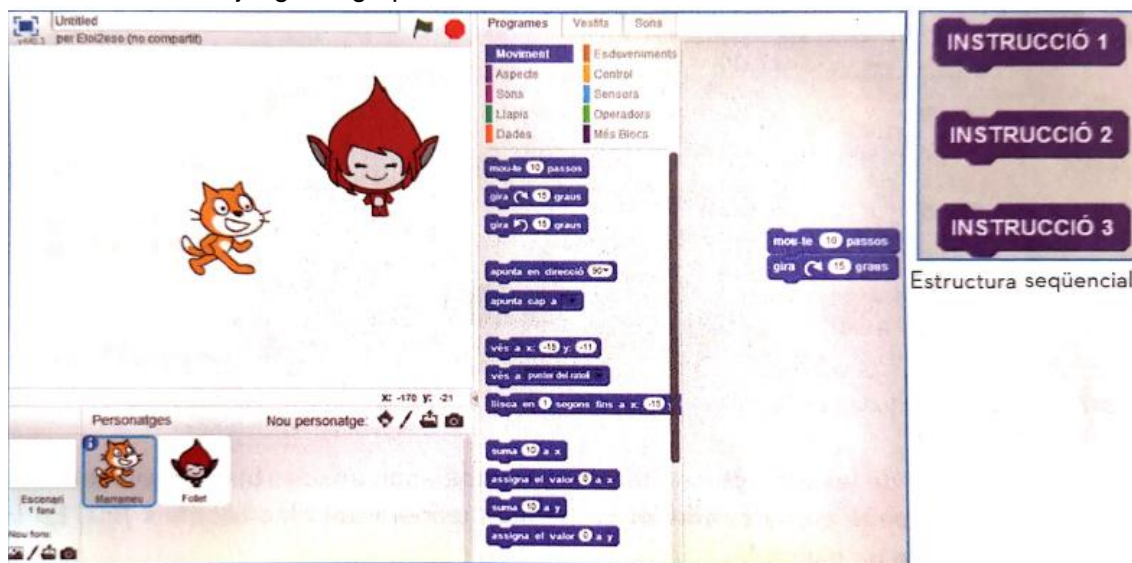 Untitled
v440.3 per Eloi2eso (no compartit)
X: -170 y: -21
Personatges
Nou personatge:
Escenari
1 fons
Nou fons:
Marrameu
Follet
Programes Vestits Sons
Moviment Esdeveniments
Aspecte Control
Sons Sensors
Llapis Operadors
Dades Més Blocs
mou-te 10 passos
gira 15 graus
gira 15 graus
apunta en direcció 90
apunta cap a
vés a x: -15 y: -11
vés a punter del ratolí
llisca en 1 segons fins a x: -15 y
suma 10 a x
assigna el valor 0 a x
suma 10 a y
assigna el valor 0 a y
mou-te 10 passos
gira 15 graus
INSTRUCCIÓ 1
INSTRUCCIÓ 2
INSTRUCCIÓ 3
Estructura seqüencial